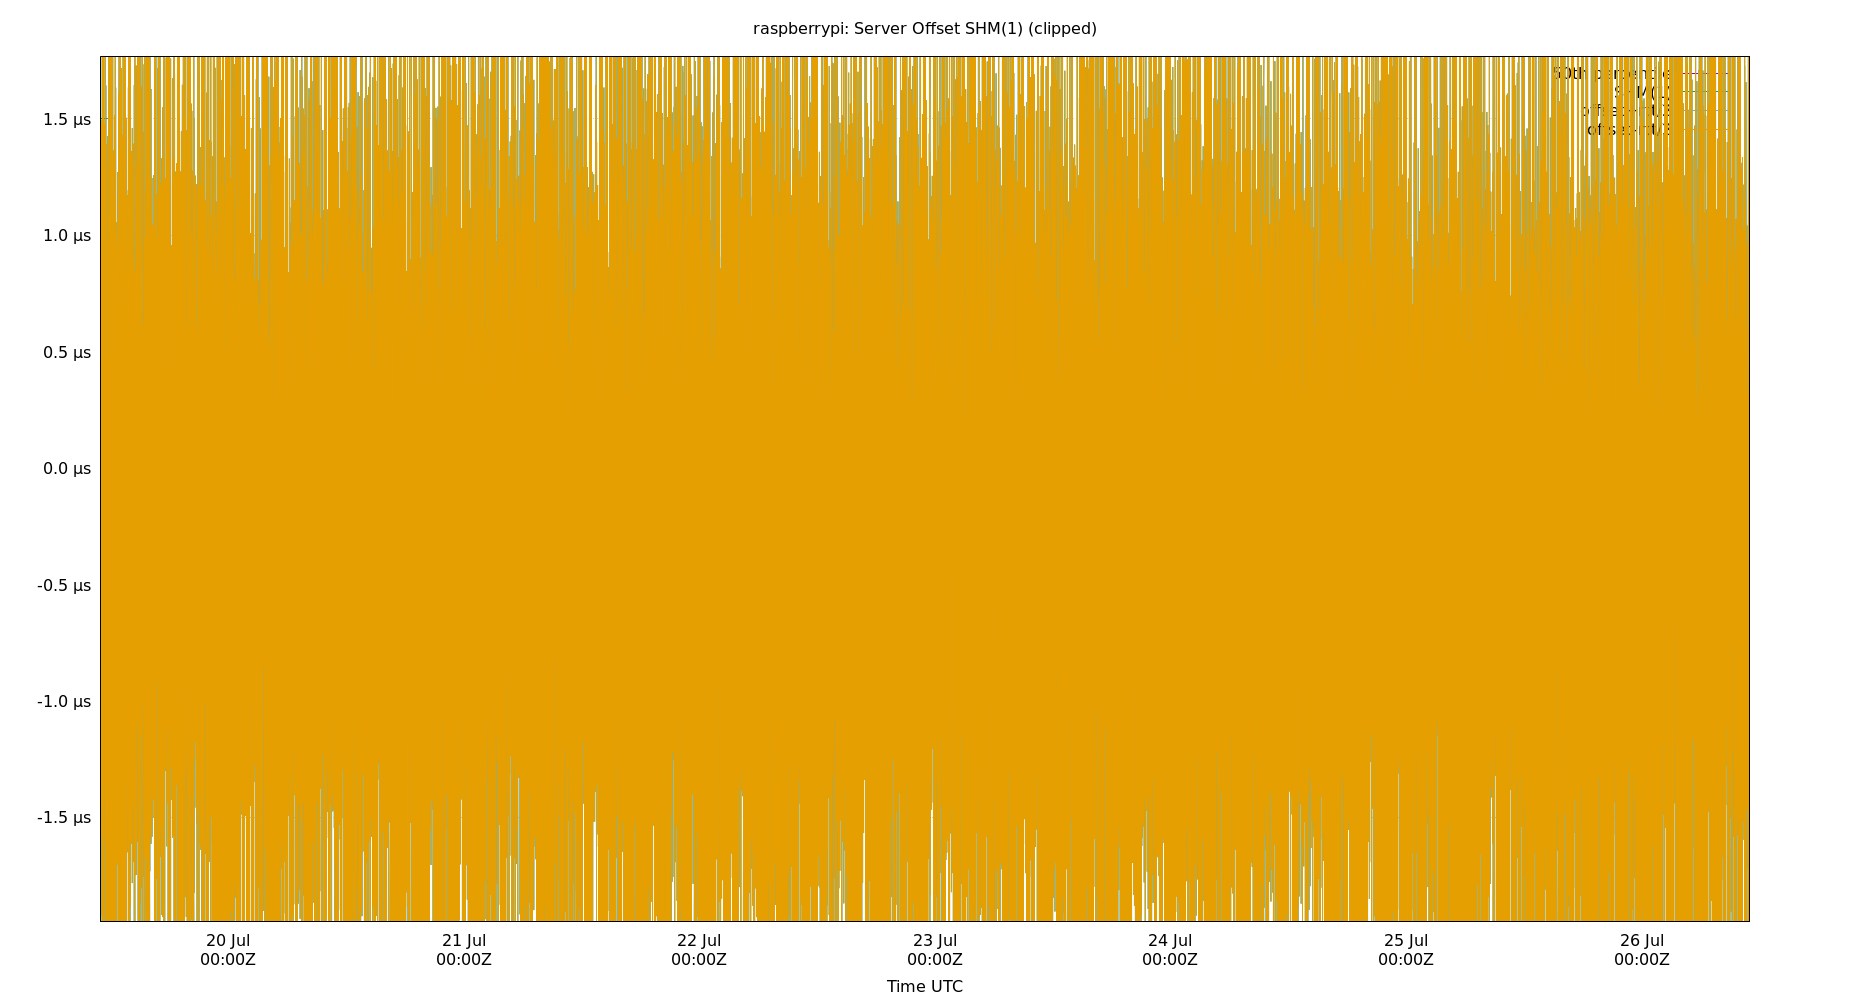 raspberrypi: Server Offset SHM(1) (clipped)
1.5 µs
1.0 µs
0.5 µs
0.0 µs
-0.5 µs
-1.0 µs
-1.5 µs
20 Jul 21 Jul 22 Jul 23 Jul 24 Jul 25 Jul 26 Jul
00:00Z 00:00Z 00:00Z 00:00Z 00:00Z 00:00Z 00:00Z
Time UTC